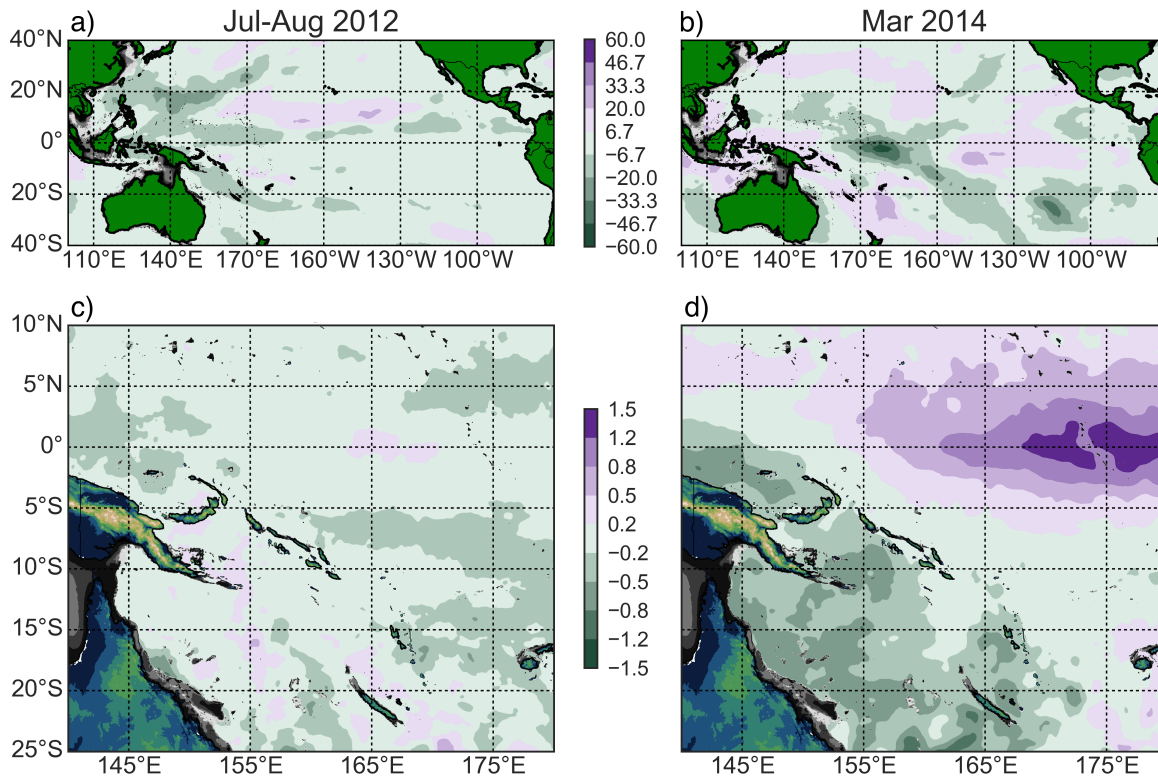 a) Jul-Aug 2012
b) Mar 2014
40°N
20°N
0°
20°S
40°S
110°E 140°E 170°E 160°W 130°W 100°W
60.0
46.7
33.3
20.0
6.7
−6.7
−20.0
−33.3
−46.7
−60.0
110°E 140°E 170°E 160°W 130°W 100°W
c)
d)
10°N
5°N
0°
5°S
10°S
15°S
20°S
25°S
145°E 155°E 165°E 175°E
1.5
1.2
0.8
0.5
0.2
−0.2
−0.5
−0.8
−1.2
−1.5
145°E 155°E 165°E 175°E